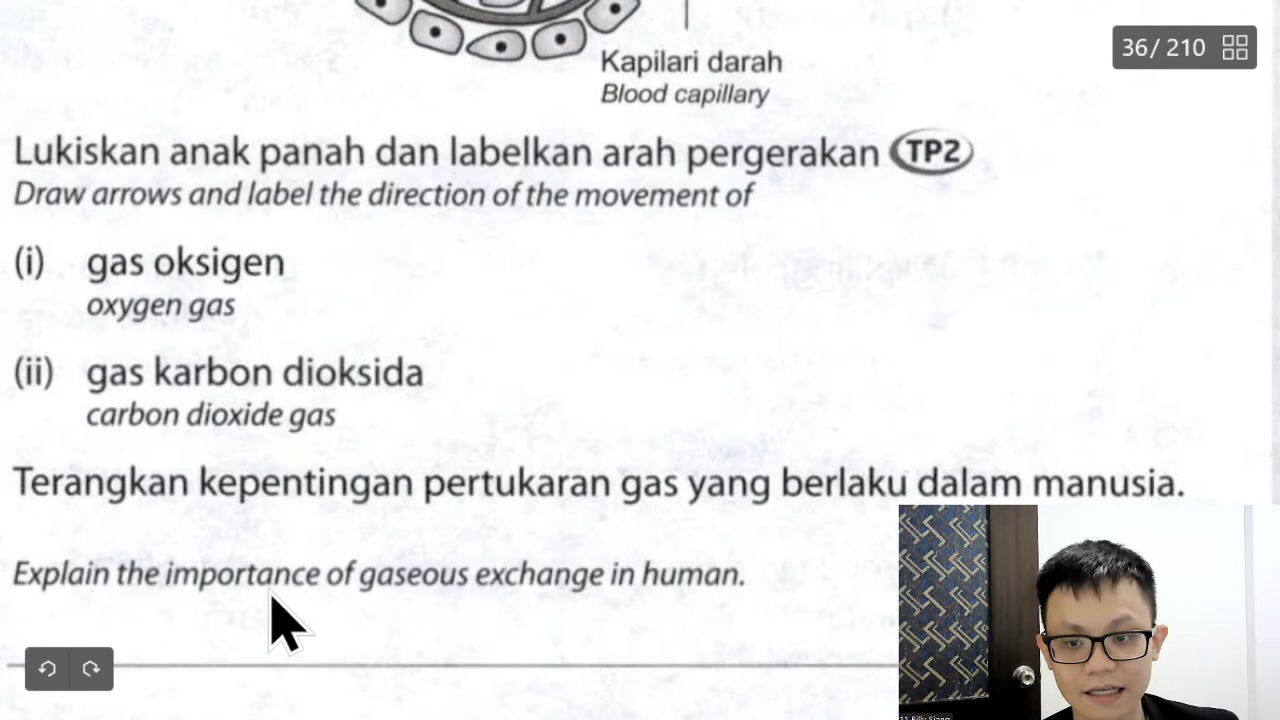 36/ 210
Kapilari darah
Blood capillary
Lukiskan anak panah dan labelkan arah pergerakan TP2
Draw arrows and label the direction of the movement of
(i) gas oksigen
oxygen gas
(ii) gas karbon dioksida
carbon dioxide gas
Terangkan kepentingan pertukaran gas yang berlaku dalam manusia.
Explain the importance of gaseous exchange in human.